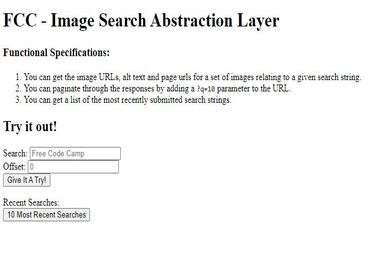 FCC - Image Search Abstraction Layer
Functional Specifications:
1. You can get the image URLs, alt text and page urls for a set of images relating to a given search string.
2. You can paginate through the responses by adding a ?q=10 parameter to the URL.
3. You can get a list of the most recently submitted search strings.
Try it out!
Search: Free Code Camp
Offset: 0
Give It A Try!
Recent Searches:
10 Most Recent Searches